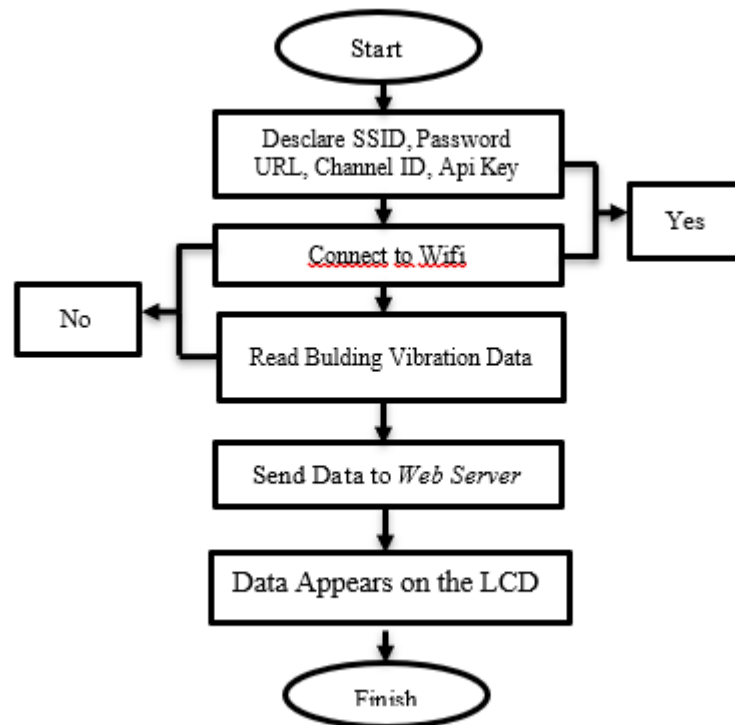 Start
Desclare SSID, Password
URL, Channel ID, Api Key
Yes
Connect to Wifi
No
Read Bulding Vibration Data
Send Data to Web Server
Data Appears on the LCD
Finish